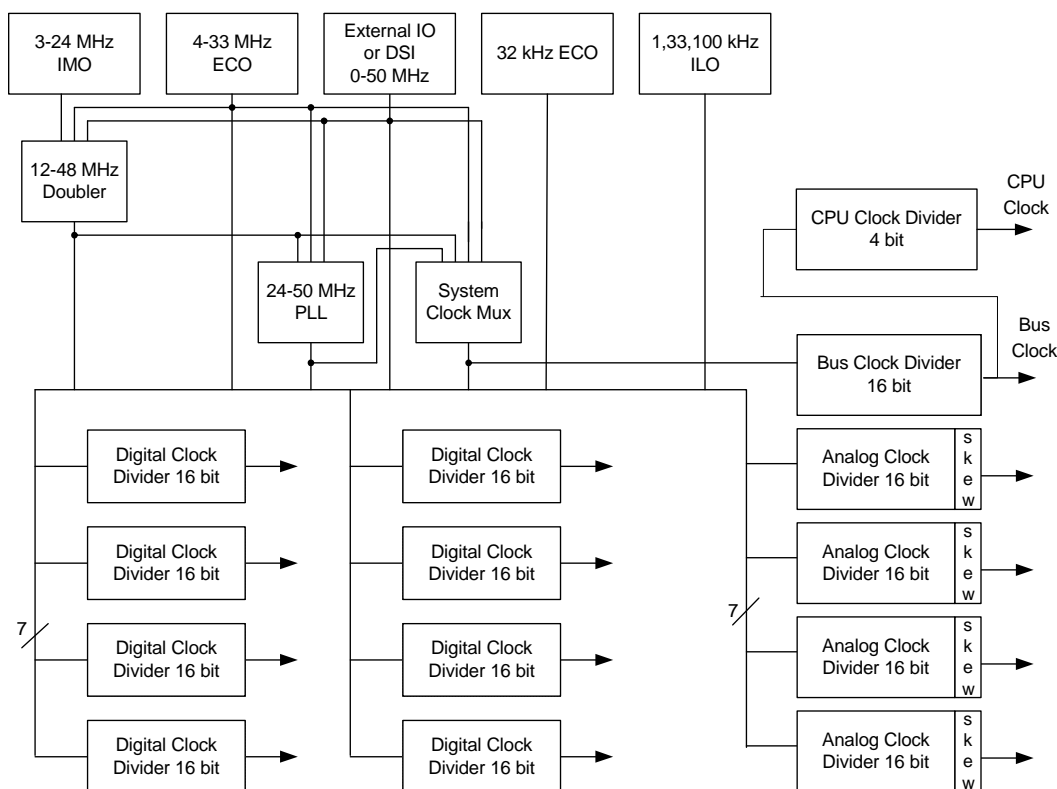 3-24 MHz
IMO
4-33 MHz
ECO
External IO
or DSI
0-50 MHz
32 kHz ECO
1,33,100 kHz
ILO
12-48 MHz
Doubler
24-50 MHz
PLL
System
Clock Mux
CPU Clock Divider
4 bit
CPU
Clock
Bus Clock Divider
16 bit
Bus
Clock
Digital Clock
Divider 16 bit
Digital Clock
Divider 16 bit
Analog Clock
Divider 16 bit
s
k
e
w
Digital Clock
Divider 16 bit
Digital Clock
Divider 16 bit
Analog Clock
Divider 16 bit
s
k
e
w
7
7
Digital Clock
Divider 16 bit
Digital Clock
Divider 16 bit
Analog Clock
Divider 16 bit
s
k
e
w
Digital Clock
Divider 16 bit
Digital Clock
Divider 16 bit
Analog Clock
Divider 16 bit
s
k
e
w